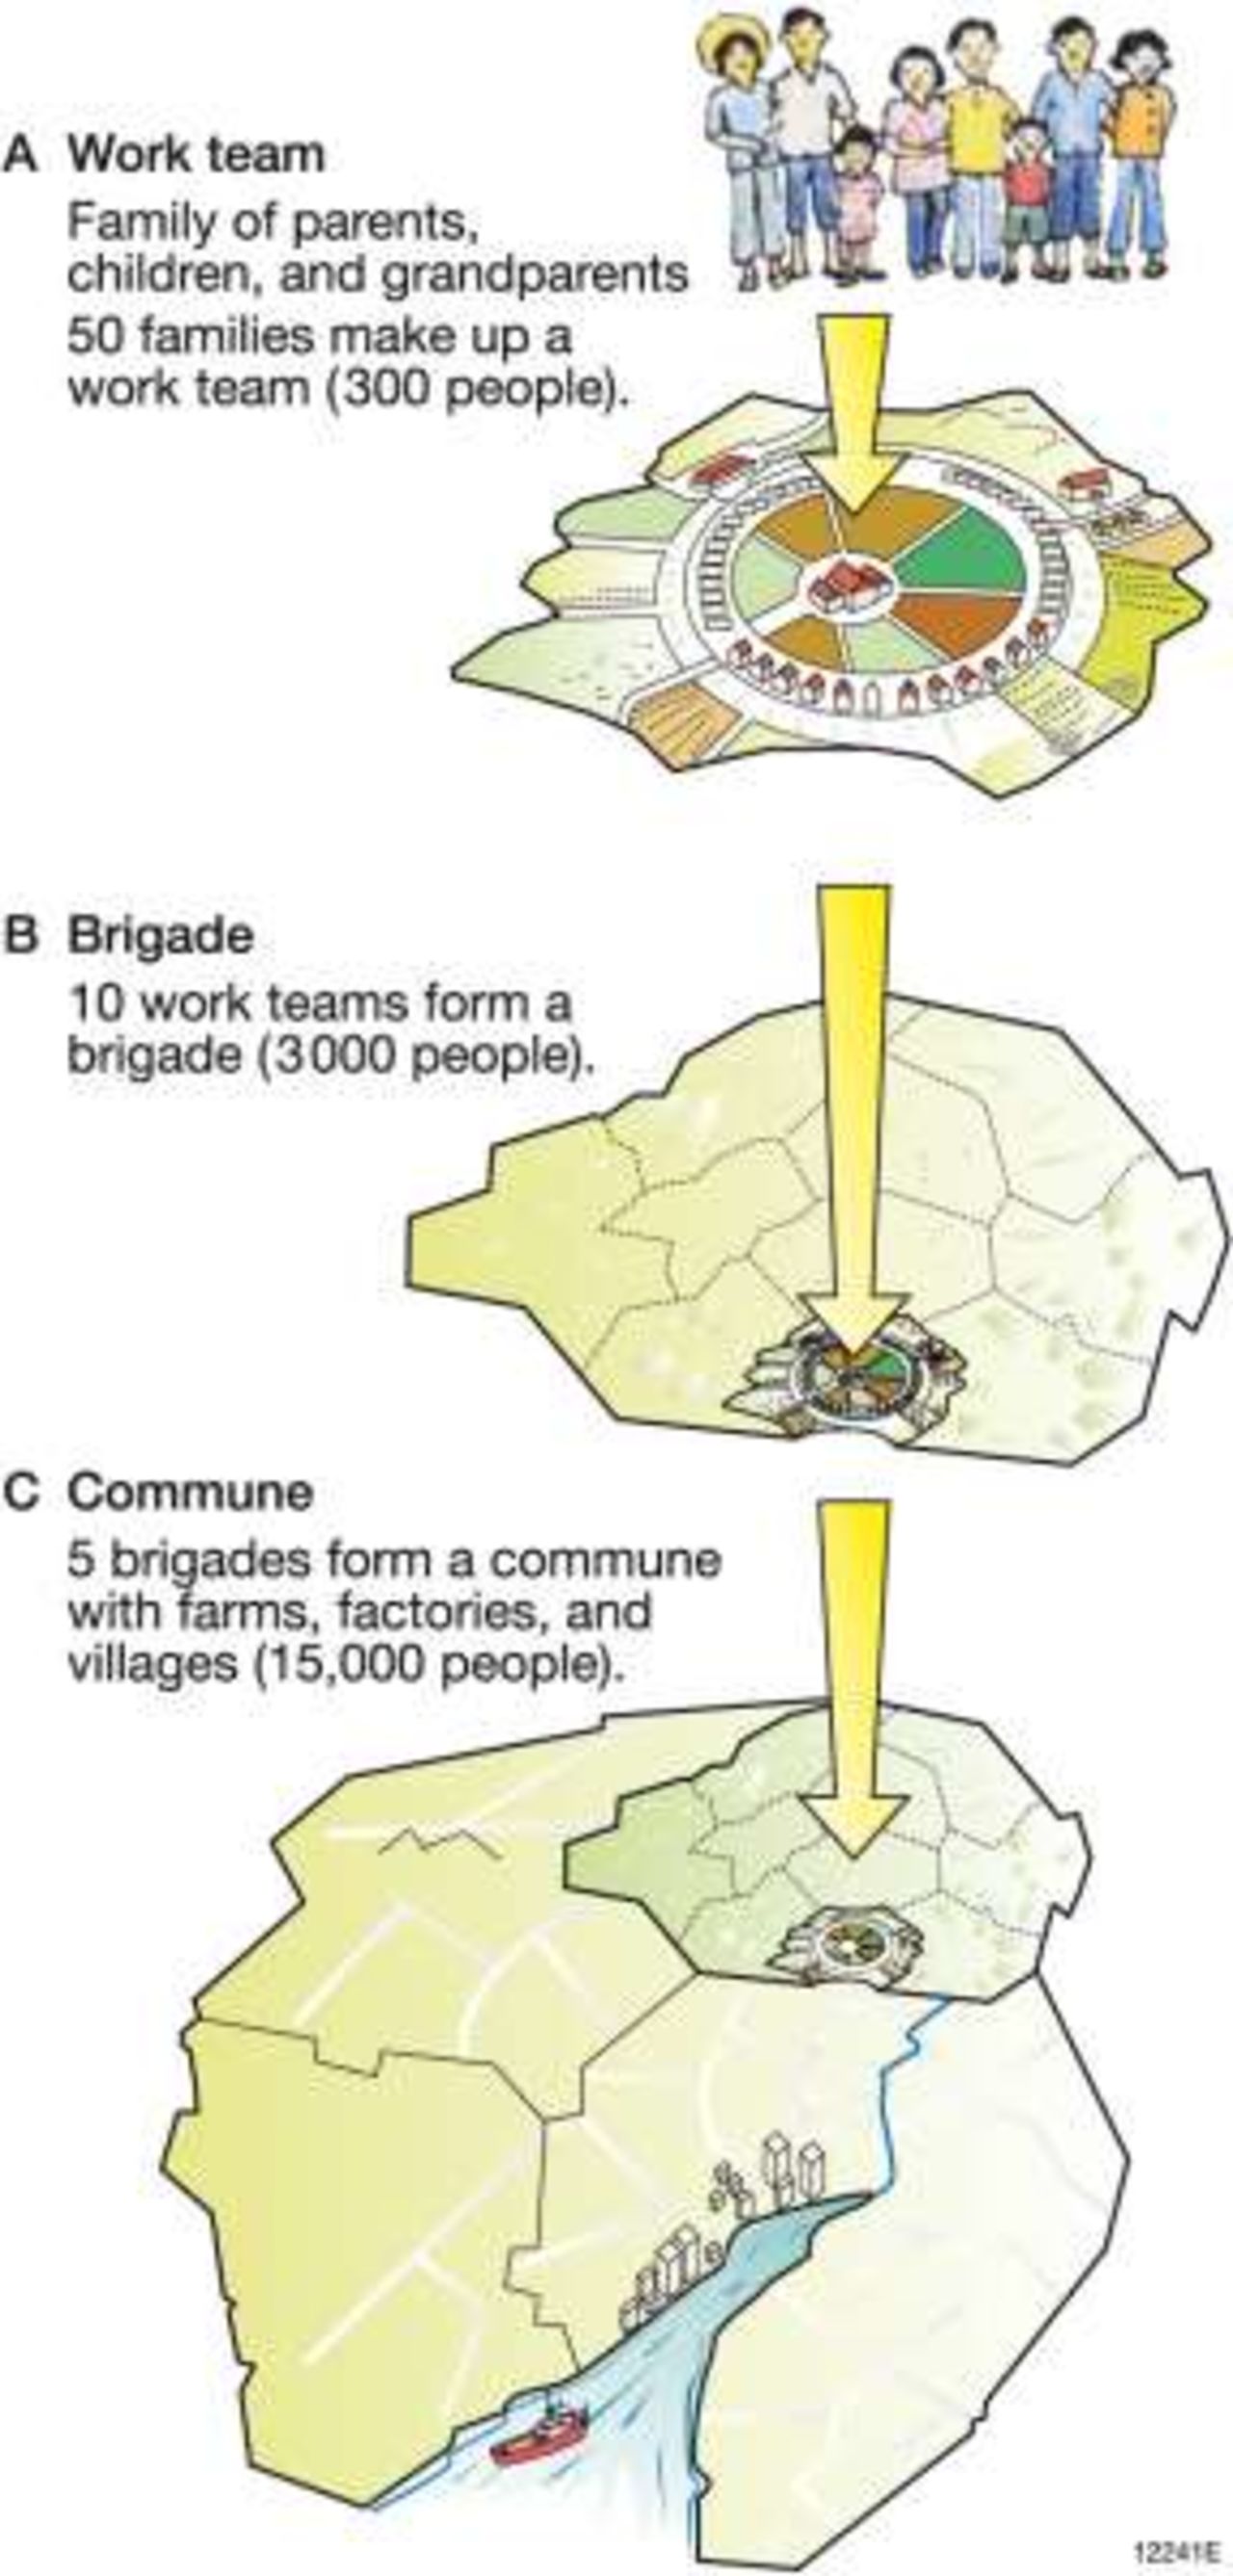 A Work team
Family of parents,
children, and grandparents
50 families make up a
work team (300 people).
B Brigade
10 work teams form a
brigade (3000 people).
C Commune
5 brigades form a commune
with farms, factories, and
villages (15,000 people).
12241E